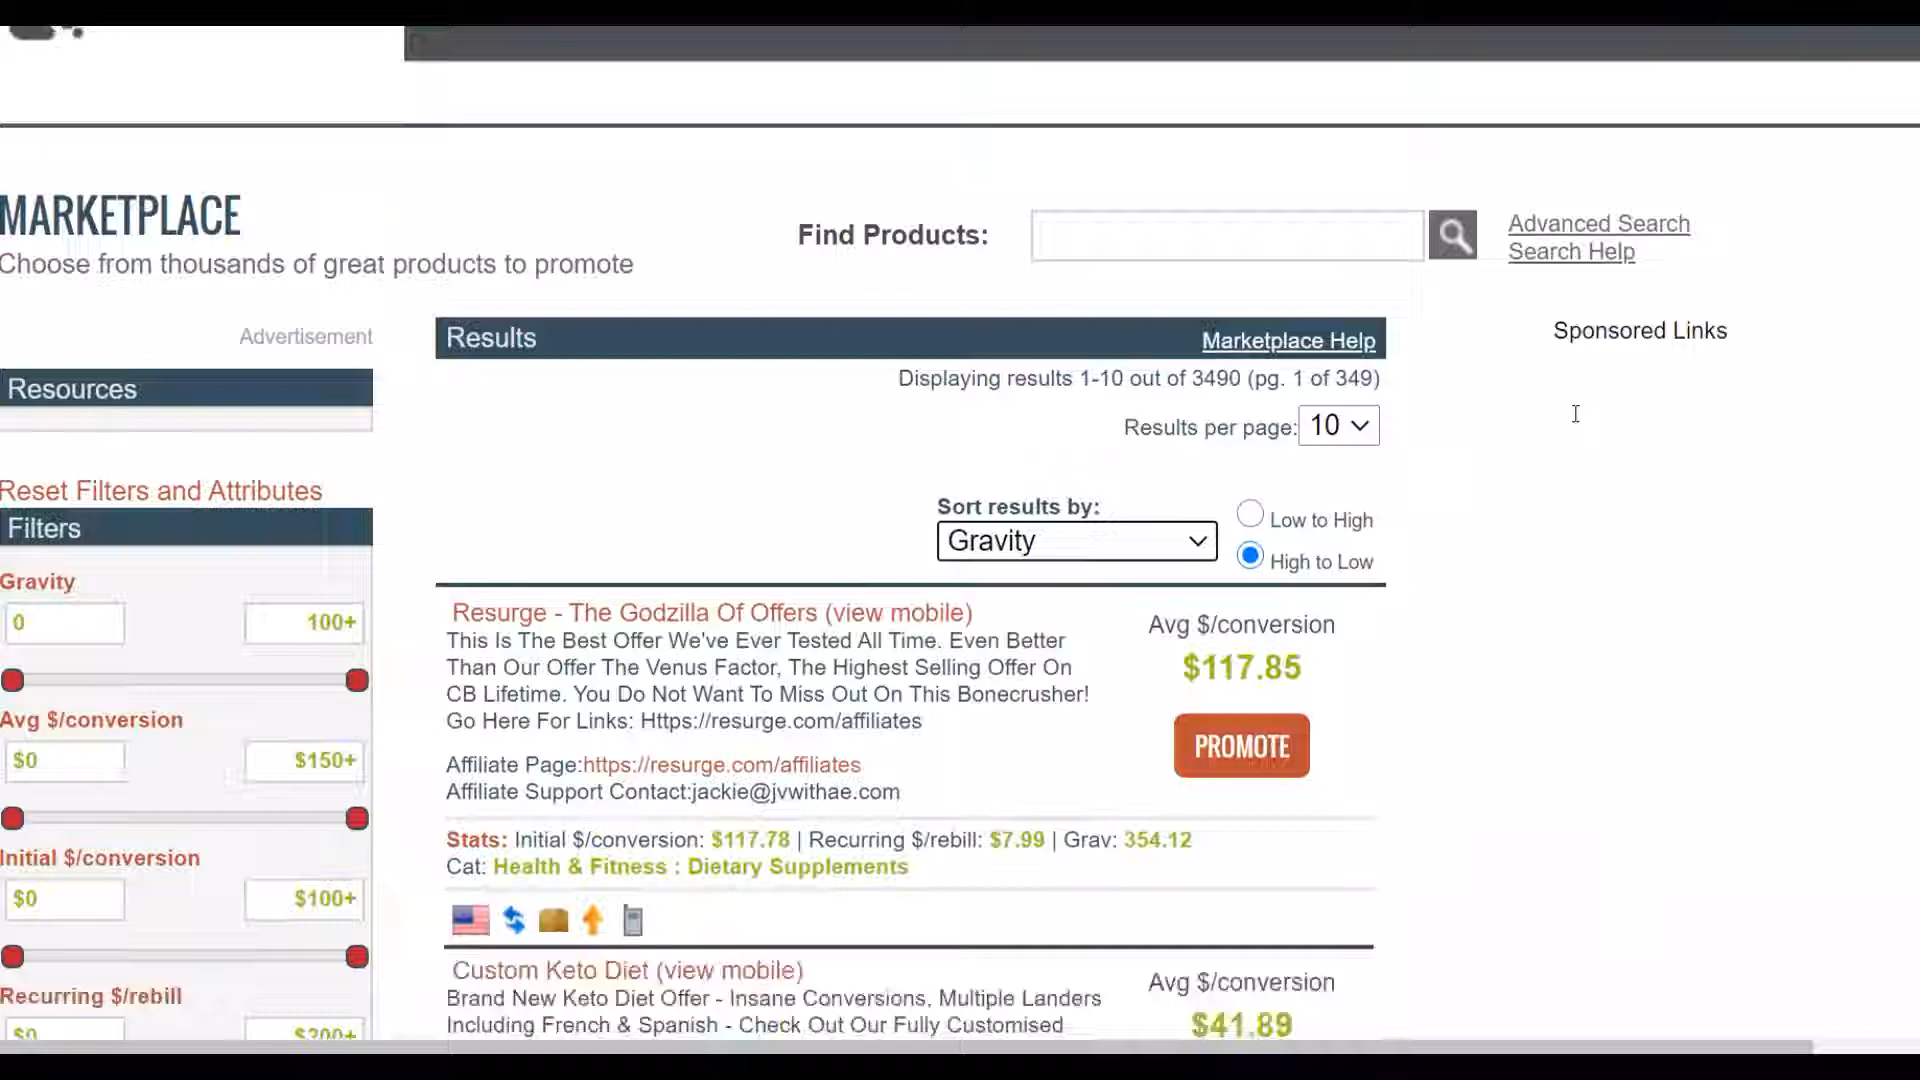 MARKETPLACE
Choose from thousands of great products to promote
Find Products:
Advanced Search
Search Help
Advertisement
Resources
Reset Filters and Attributes
Filters
Gravity
0 100+
Avg $/conversion
$0 $150+
Initial $/conversion
$0 $100+
Recurring $/rebill
$0 $200+
Results Marketplace Help
Displaying results 1-10 out of 3490 (pg. 1 of 349)
Results per page: 10
Sort results by:
Gravity
Low to High
High to Low
Resurge - The Godzilla Of Offers (view mobile)
This Is The Best Offer We've Ever Tested All Time. Even Better
Than Our Offer The Venus Factor, The Highest Selling Offer On
CB Lifetime. You Do Not Want To Miss Out On This Bonecrusher!
Go Here For Links: Https://resurge.com/affiliates
Affiliate Page:https://resurge.com/affiliates
Affiliate Support Contact:jackie@jvwithae.com
Avg $/conversion
$117.85
PROMOTE
Stats: Initial $/conversion: $117.78 | Recurring $/rebill: $7.99 | Grav: 354.12
Cat: Health & Fitness : Dietary Supplements
Custom Keto Diet (view mobile)
Brand New Keto Diet Offer - Insane Conversions, Multiple Landers
Including French & Spanish - Check Out Our Fully Customised
Avg $/conversion
$41.89
Sponsored Links